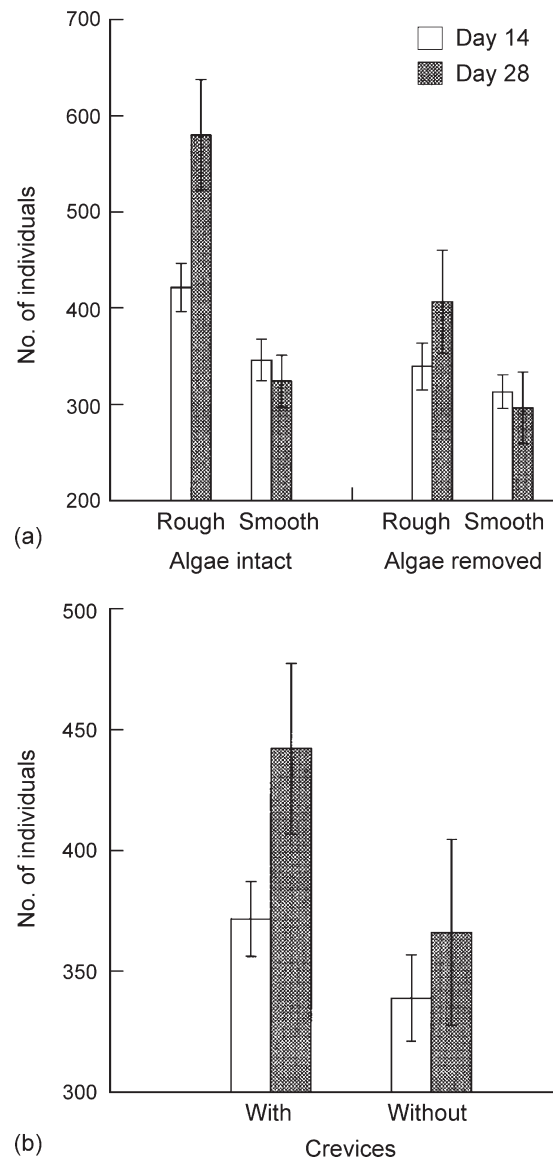 700
600
500
400
300
200
No. of individuals
Day 14
Day 28
Rough Smooth Rough Smooth
Algae intact Algae removed
(a)
500
450
400
350
300
No. of individuals
With Without
Crevices
(b)